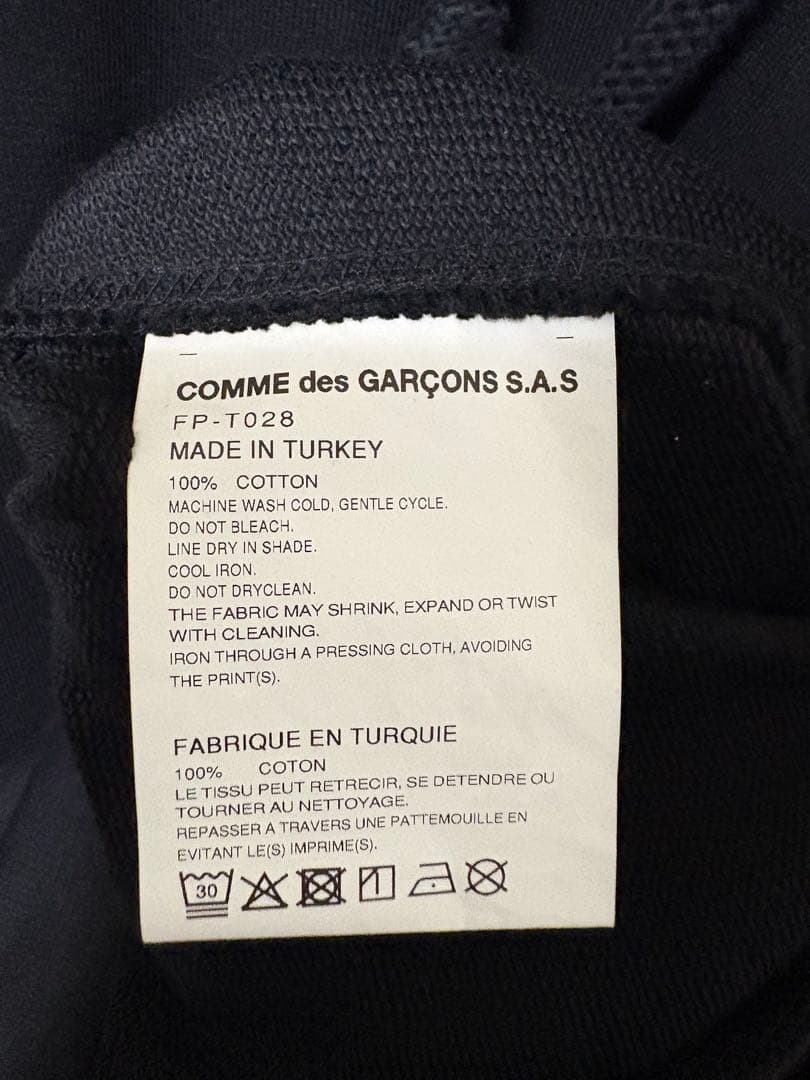 COMME des GARÇONS S.A.S
FP-T028
MADE IN TURKEY
100% COTTON
MACHINE WASH COLD, GENTLE CYCLE.
DO NOT BLEACH.
LINE DRY IN SHADE.
COOL IRON.
DO NOT DRYCLEAN.
THE FABRIC MAY SHRINK, EXPAND OR TWIST
WITH CLEANING.
IRON THROUGH A PRESSING CLOTH, AVOIDING
THE PRINT(S).
FABRIQUE EN TURQUIE
100% COTON
LE TISSU PEUT RETRECIR, SE DETENDRE OU
TOURNER AU NETTOYAGE.
REPASSER A TRAVERS UNE PATTEMOUILLE EN
EVITANT LE(S) IMPRIME(S).
30